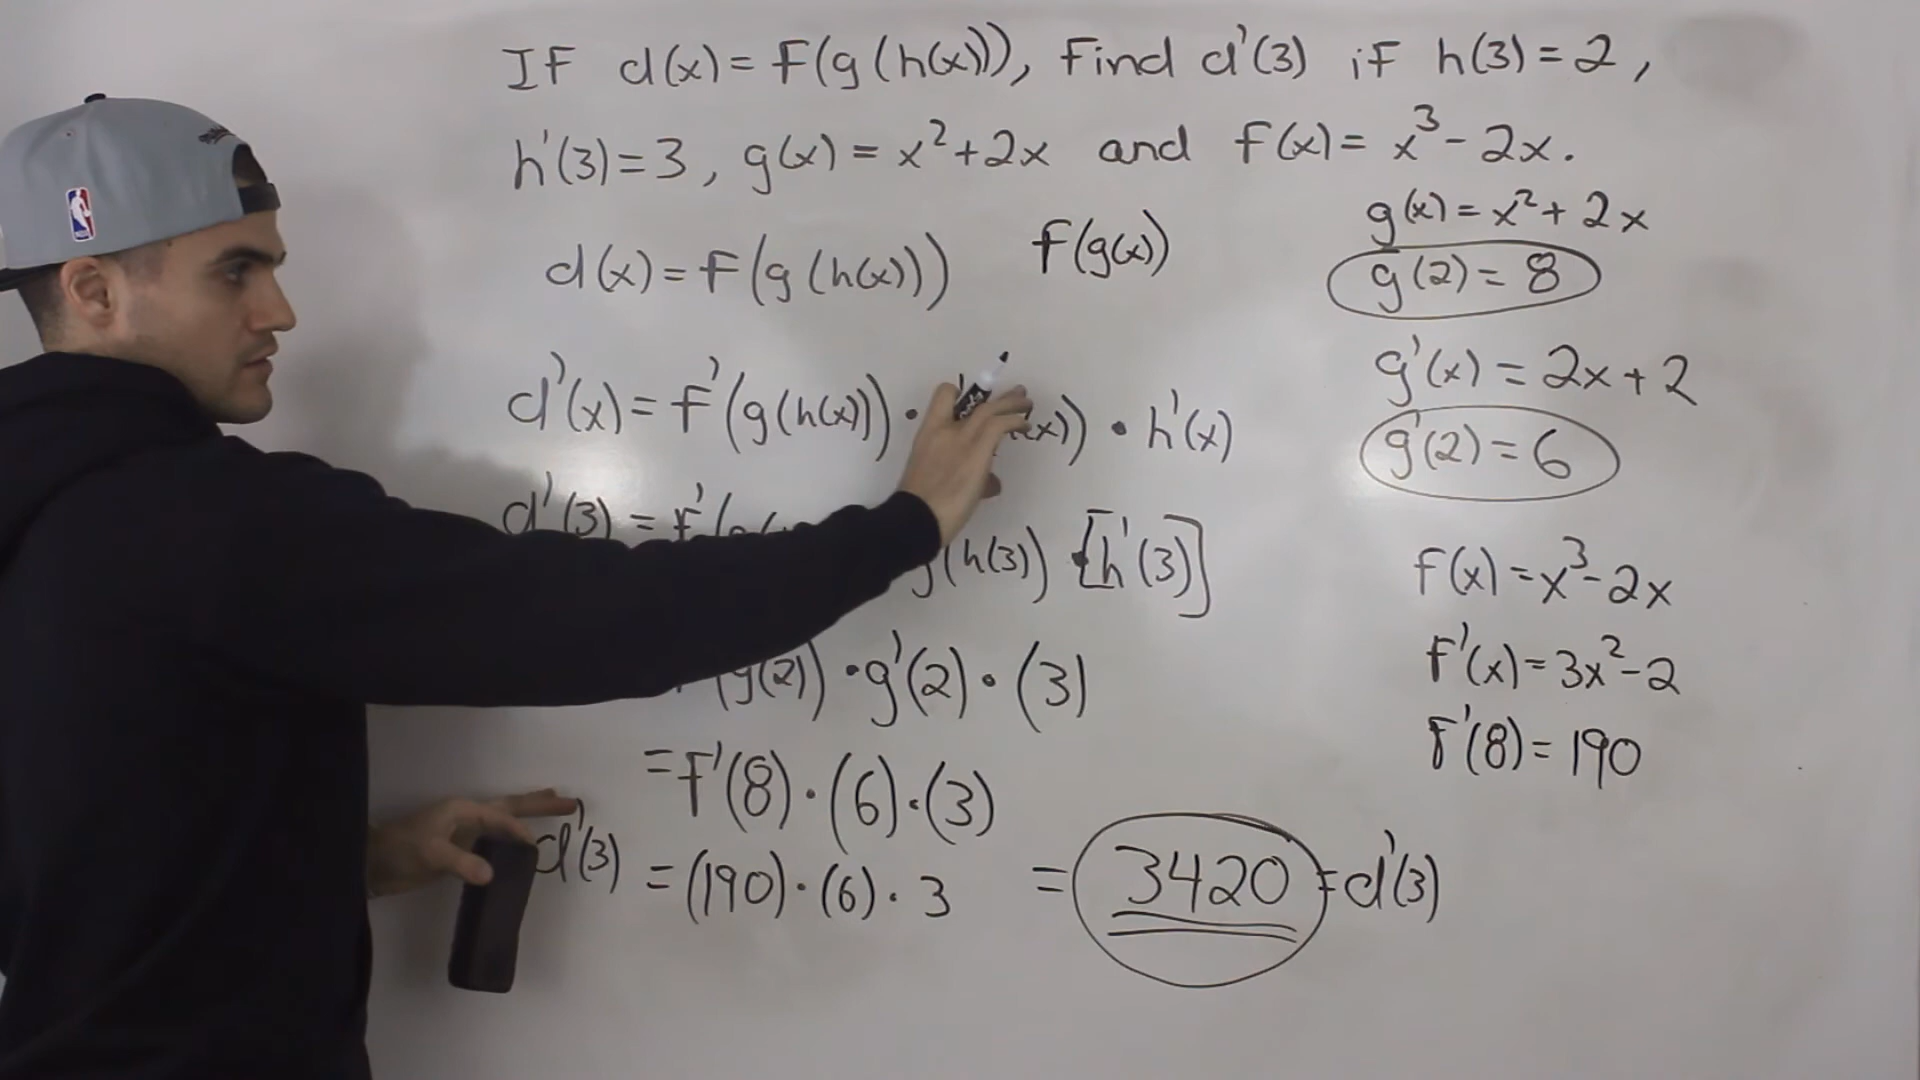 IF d(x) = F(g(h(x))), Find d'(3) if h(3) = 2,
h'(3) = 3, g(x) = x² + 2x and f(x) = x³ - 2x.
d(x) = F(g(h(x)))
F(g(x))
d'(x) = F'(g(h(x))) · (x)) · h'(x)
d'(3) = F'(g( (h(3)) · [h'(3)]
(g(2)) · g'(2) · (3)
= F'(8) · (6) · (3)
d'(3) = (190) · (6) · 3 = 3420 = d'(3)
g(x) = x² + 2x
g(2) = 8
g'(x) = 2x + 2
g'(2) = 6
F(x) = x³ - 2x
F'(x) = 3x² - 2
F'(8) = 190